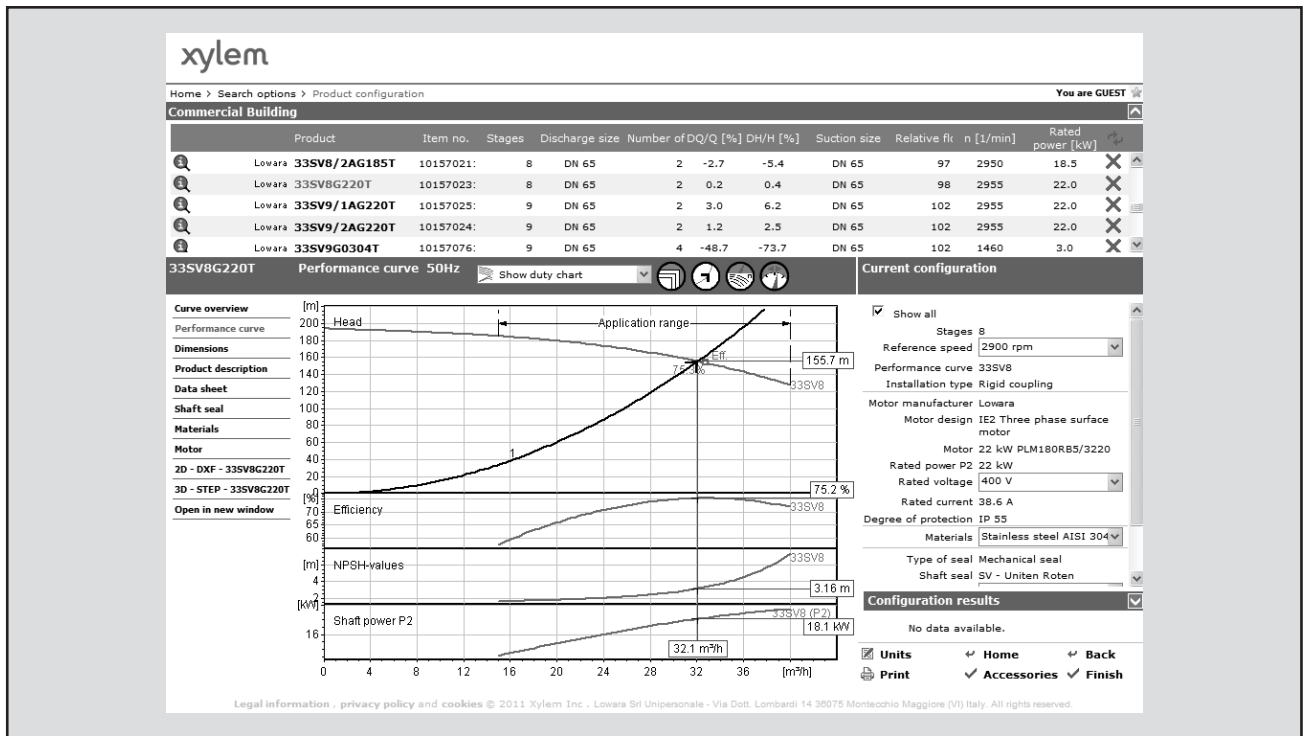 xylem
Home > Search options > Product configuration You are GUEST
Commercial Building
Product Item no. Stages Discharge size Number of DQ/Q [%] DH/H [%] Suction size Relative flc n [1/min] Rated power [kW]
Lowara 33SV8/2AG185T 10157021: 8 DN 65 2 -2.7 -5.4 DN 65 97 2950 18.5
Lowara 33SV8G220T 10157023: 8 DN 65 2 0.2 0.4 DN 65 98 2955 22.0
Lowara 33SV9/1AG220T 10157025: 9 DN 65 2 3.0 6.2 DN 65 102 2955 22.0
Lowara 33SV9/2AG220T 10157024: 9 DN 65 2 1.2 2.5 DN 65 102 2955 22.0
Lowara 33SV9G0304T 10157076: 9 DN 65 4 -48.7 -73.7 DN 65 102 1460 3.0
33SV8G220T Performance curve 50Hz Show duty chart Current configuration
Curve overview
Performance curve
Dimensions
Product description
Data sheet
Shaft seal
Materials
Motor
2D - DXF - 33SV8G220T
3D - STEP - 33SV8G220T
Open in new window
[m] Head Application range
200
180
160 Eff. 155.7 m
140 75.3%
120 33SV8
100
80
60
40 1
20
0 75.2 %
[%] Efficiency 33SV8
70
65
60
[m] NPSH-values 33SV8
4
2 3.16 m
[kW] Shaft power P2 33SV8 (P2)
18.1 kW
16
32.1 m³/h
0 4 8 12 16 20 24 28 32 36 [m³/h]
Show all
Stages 8
Reference speed 2900 rpm
Performance curve 33SV8
Installation type Rigid coupling
Motor manufacturer Lowara
Motor design IE2 Three phase surface
motor
Motor 22 kW PLM180RB5/3220
Rated power P2 22 kW
Rated voltage 400 V
Rated current 38.6 A
Degree of protection IP 55
Materials Stainless steel AISI 304
Type of seal Mechanical seal
Shaft seal SV - Uniten Roten
Configuration results
No data available.
Units Home Back
Print Accessories Finish
Legal information , privacy policy and cookies © 2011 Xylem Inc . Lowara Srl Unipersonale - Via Dott. Lombardi 14 36075 Montecchio Maggiore (VI) Italy. All rights reserved.